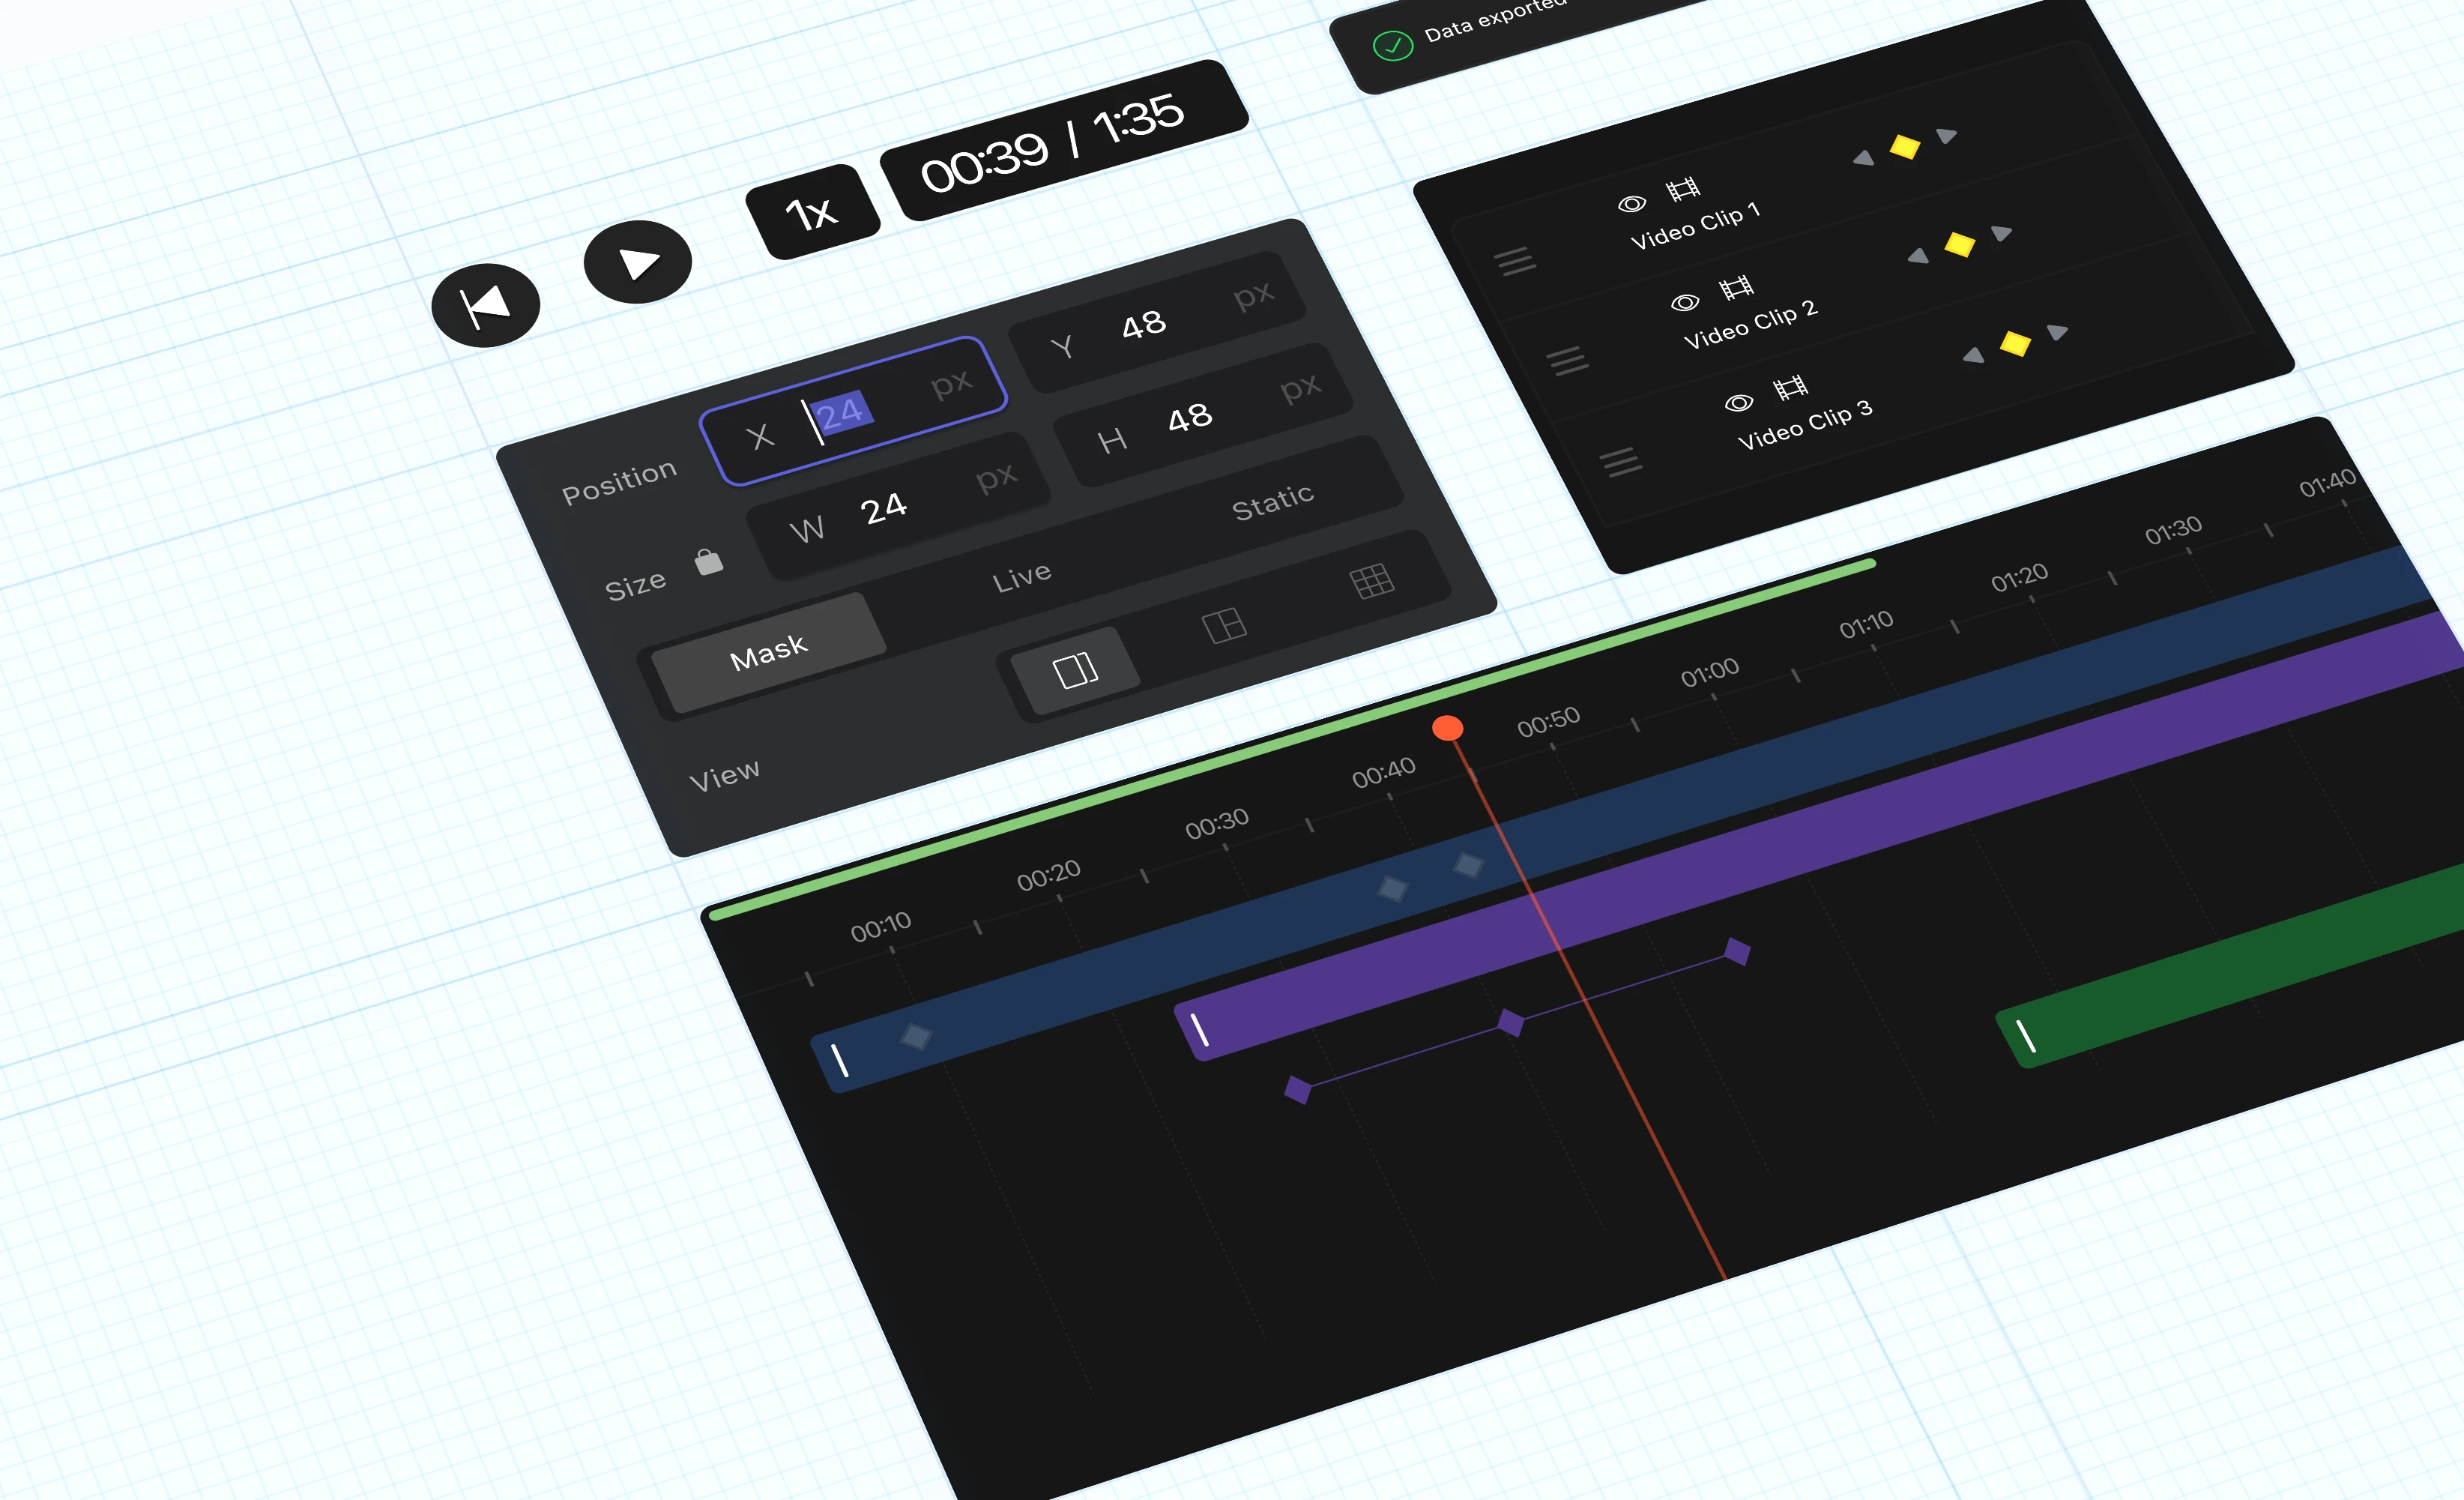 Data exported
00:39 / 1:35
1x
Video Clip 1
Video Clip 2
Video Clip 3
Position
X 24 px
Y 48 px
Size
W 24 px
H 48 px
Mask
Live
Static
View
00:10
00:20
00:30
00:40
00:50
01:00
01:10
01:20
01:30
01:40